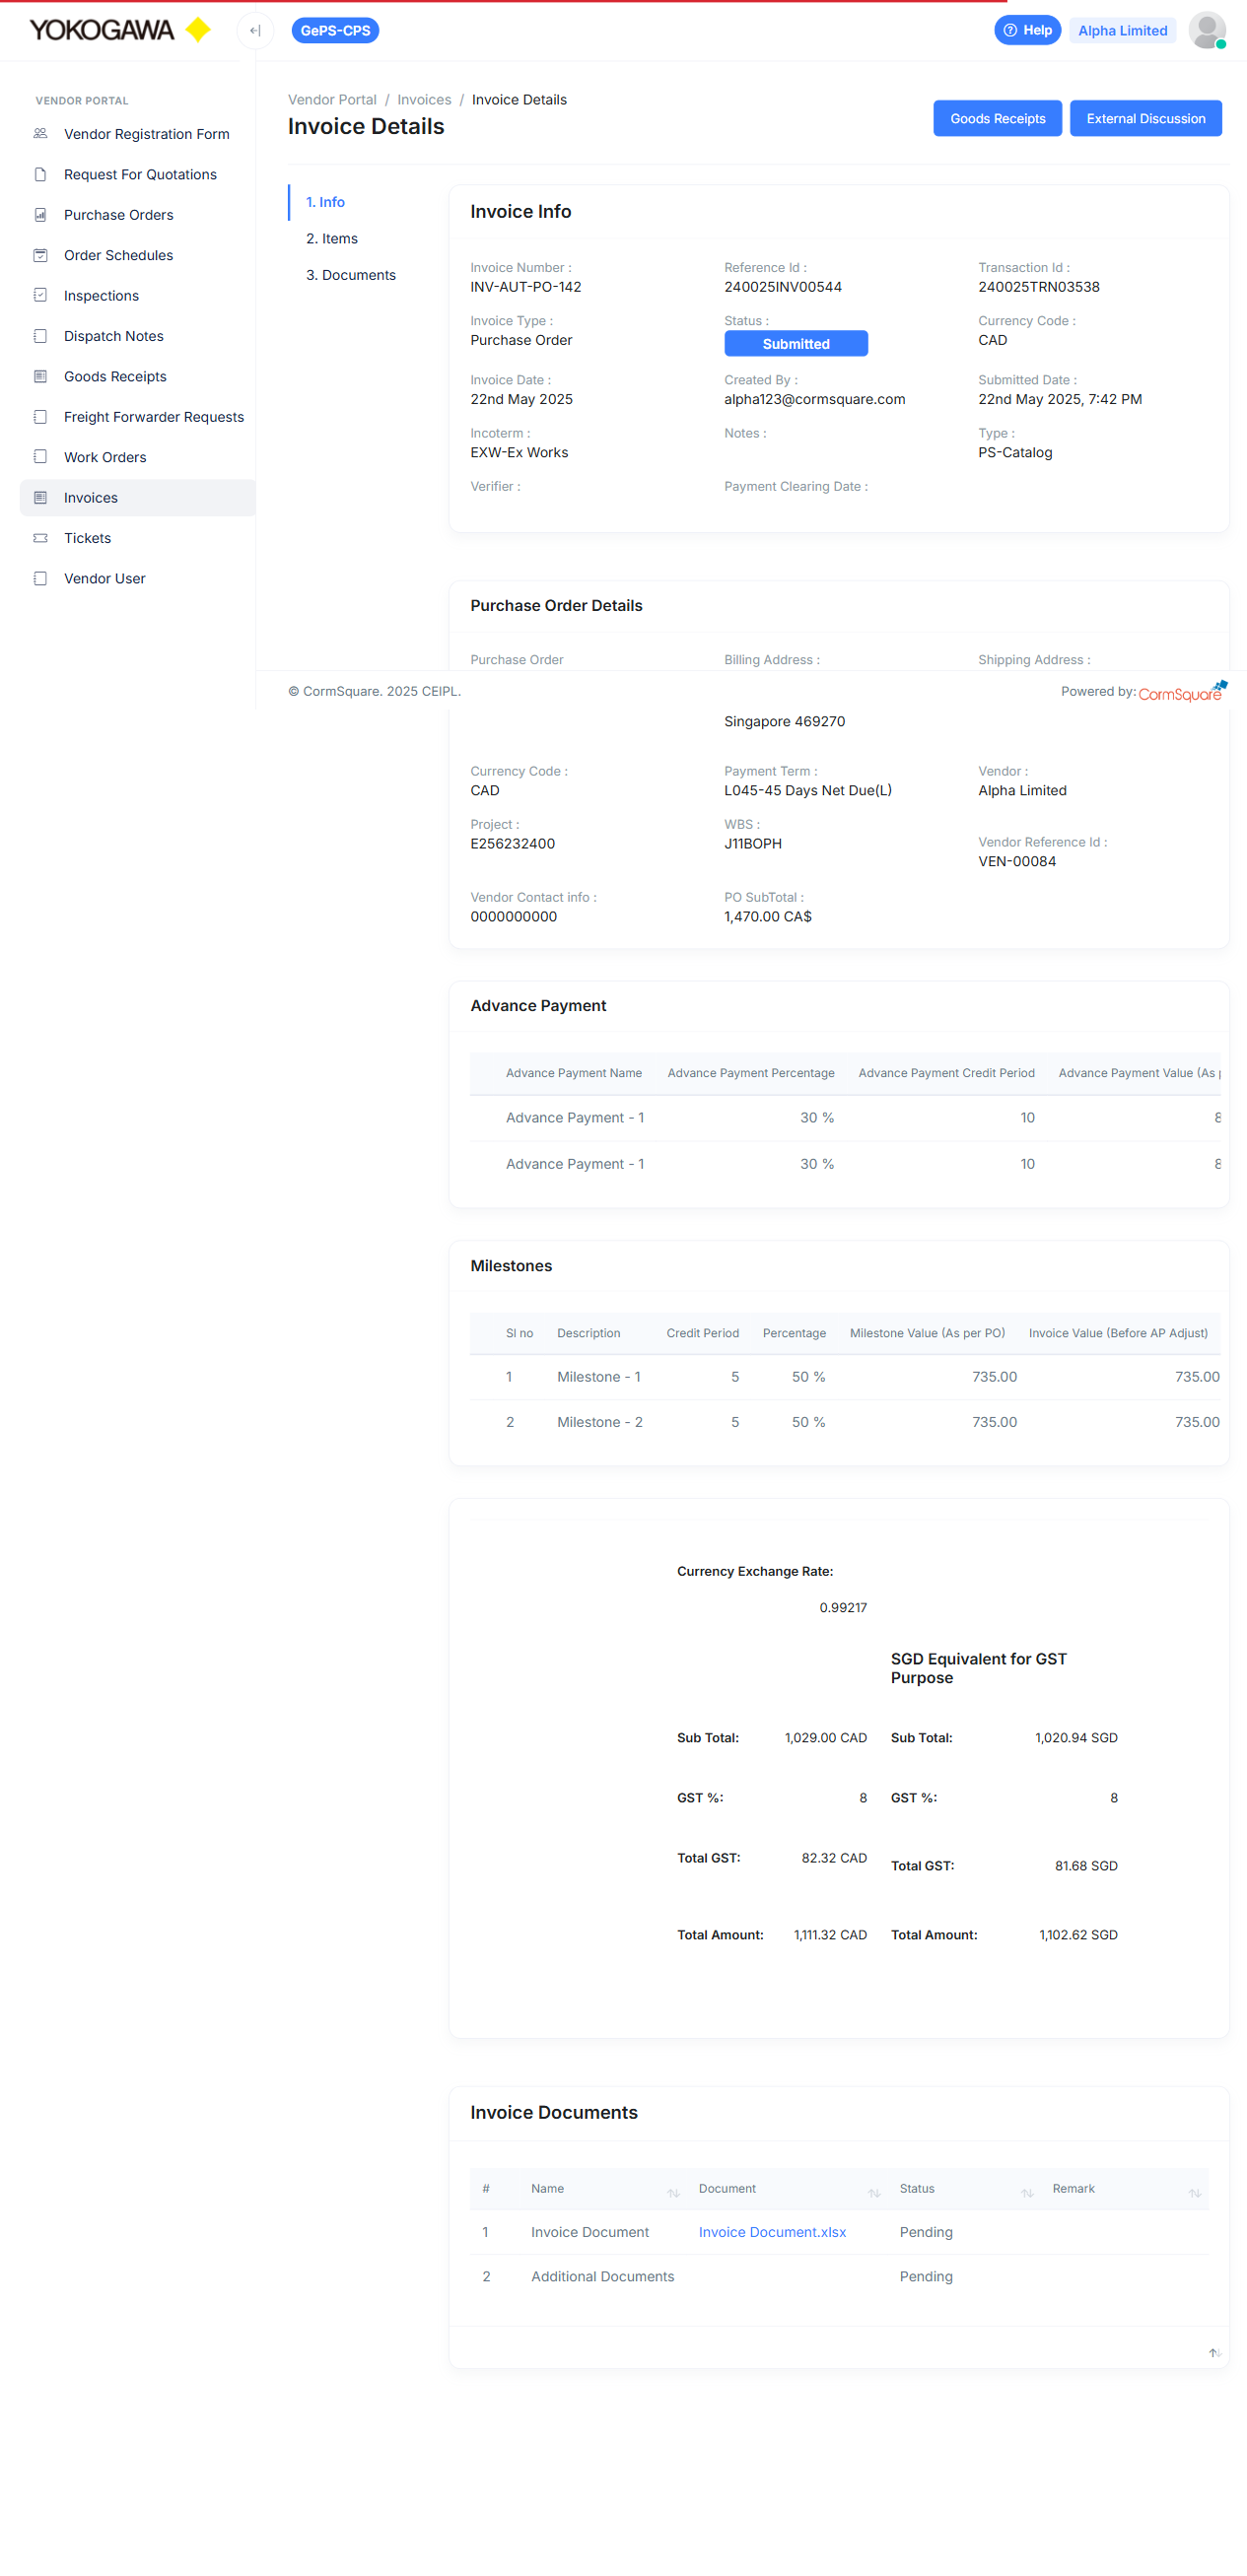 YOKOGAWA
GePS-CPS
Help
Alpha Limited
VENDOR PORTAL
Vendor Registration Form
Request For Quotations
Purchase Orders
Order Schedules
Inspections
Dispatch Notes
Goods Receipts
Freight Forwarder Requests
Work Orders
Invoices
Tickets
Vendor User
Vendor Portal / Invoices / Invoice Details
Invoice Details
Goods Receipts
External Discussion
1. Info
2. Items
3. Documents
Invoice Info
Invoice Number :
INV-AUT-PO-142
Reference Id :
240025INV00544
Transaction Id :
240025TRN03538
Invoice Type :
Purchase Order
Status :
Submitted
Currency Code :
CAD
Invoice Date :
22nd May 2025
Created By :
alpha123@cormsquare.com
Submitted Date :
22nd May 2025, 7:42 PM
Incoterm :
EXW-Ex Works
Notes :
Type :
PS-Catalog
Verifier :
Payment Clearing Date :
Purchase Order Details
Purchase Order
Billing Address :
Shipping Address :
© CormSquare. 2025 CEIPL.
Powered by: CormSquare
Singapore 469270
Currency Code :
CAD
Payment Term :
L045-45 Days Net Due(L)
Vendor :
Alpha Limited
Project :
E256232400
WBS :
J11BOPH
Vendor Reference Id :
VEN-00084
Vendor Contact info :
0000000000
PO SubTotal :
1,470.00 CA$
Advance Payment
Advance Payment Name Advance Payment Percentage Advance Payment Credit Period Advance Payment Value (As
Advance Payment - 1 30 % 10 8
Advance Payment - 1 30 % 10 8
Milestones
Sl no Description Credit Period Percentage Milestone Value (As per PO) Invoice Value (Before AP Adjust)
1 Milestone - 1 5 50 % 735.00 735.00
2 Milestone - 2 5 50 % 735.00 735.00
Currency Exchange Rate:
0.99217
SGD Equivalent for GST
Purpose
Sub Total: 1,029.00 CAD Sub Total: 1,020.94 SGD
GST %: 8 GST %: 8
Total GST: 82.32 CAD Total GST: 81.68 SGD
Total Amount: 1,111.32 CAD Total Amount: 1,102.62 SGD
Invoice Documents
# Name Document Status Remark
1 Invoice Document Invoice Document.xlsx Pending
2 Additional Documents Pending